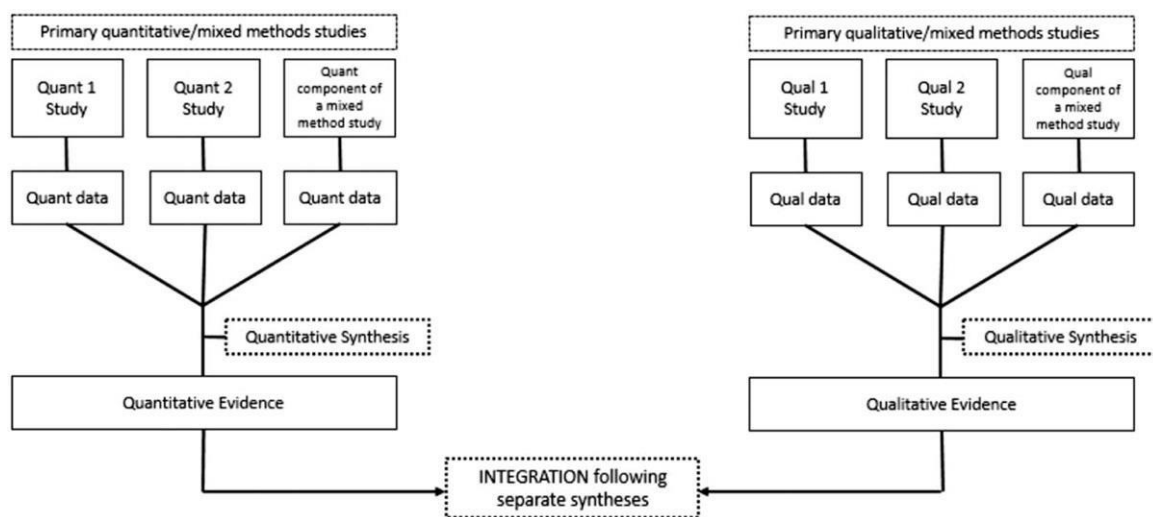 Primary quantitative/mixed methods studies
Quant 1
Study
Quant 2
Study
Quant
component of
a mixed
method study
Quant data
Quant data
Quant data
Quantitative Synthesis
Quantitative Evidence
Primary qualitative/mixed methods studies
Qual 1
Study
Qual 2
Study
Qual
component of
a mixed
method study
Qual data
Qual data
Qual data
Qualitative Synthesis
Qualitative Evidence
INTEGRATION following
separate syntheses